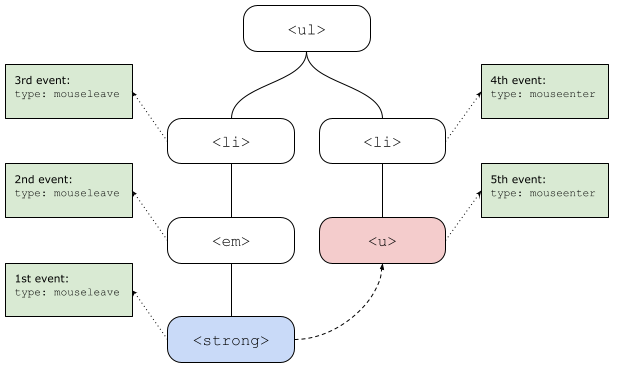 <ul>
3rd event:
type: mouseleave
4th event:
type: mouseenter
<li>
<li>
2nd event:
type: mouseleave
5th event:
type: mouseenter
<em>
<u>
1st event:
type: mouseleave
<strong>